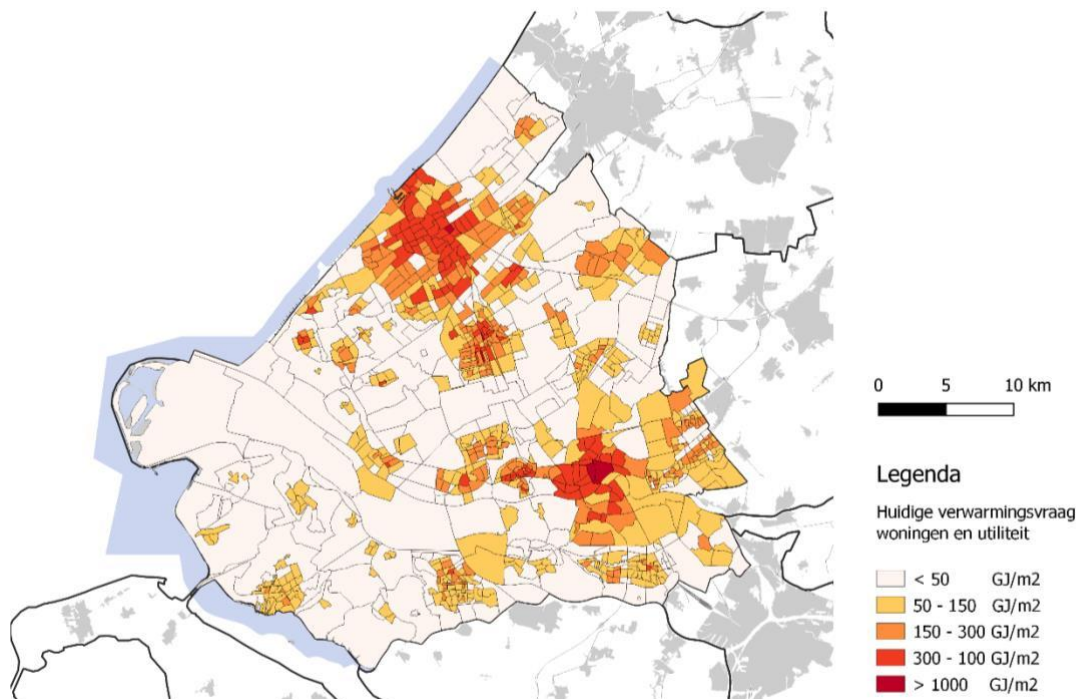 0 5 10 km
Legenda
Huidige verwarmingsvraag
woningen en utiliteit
< 50 GJ/m2
50 - 150 GJ/m2
150 - 300 GJ/m2
300 - 100 GJ/m2
> 1000 GJ/m2